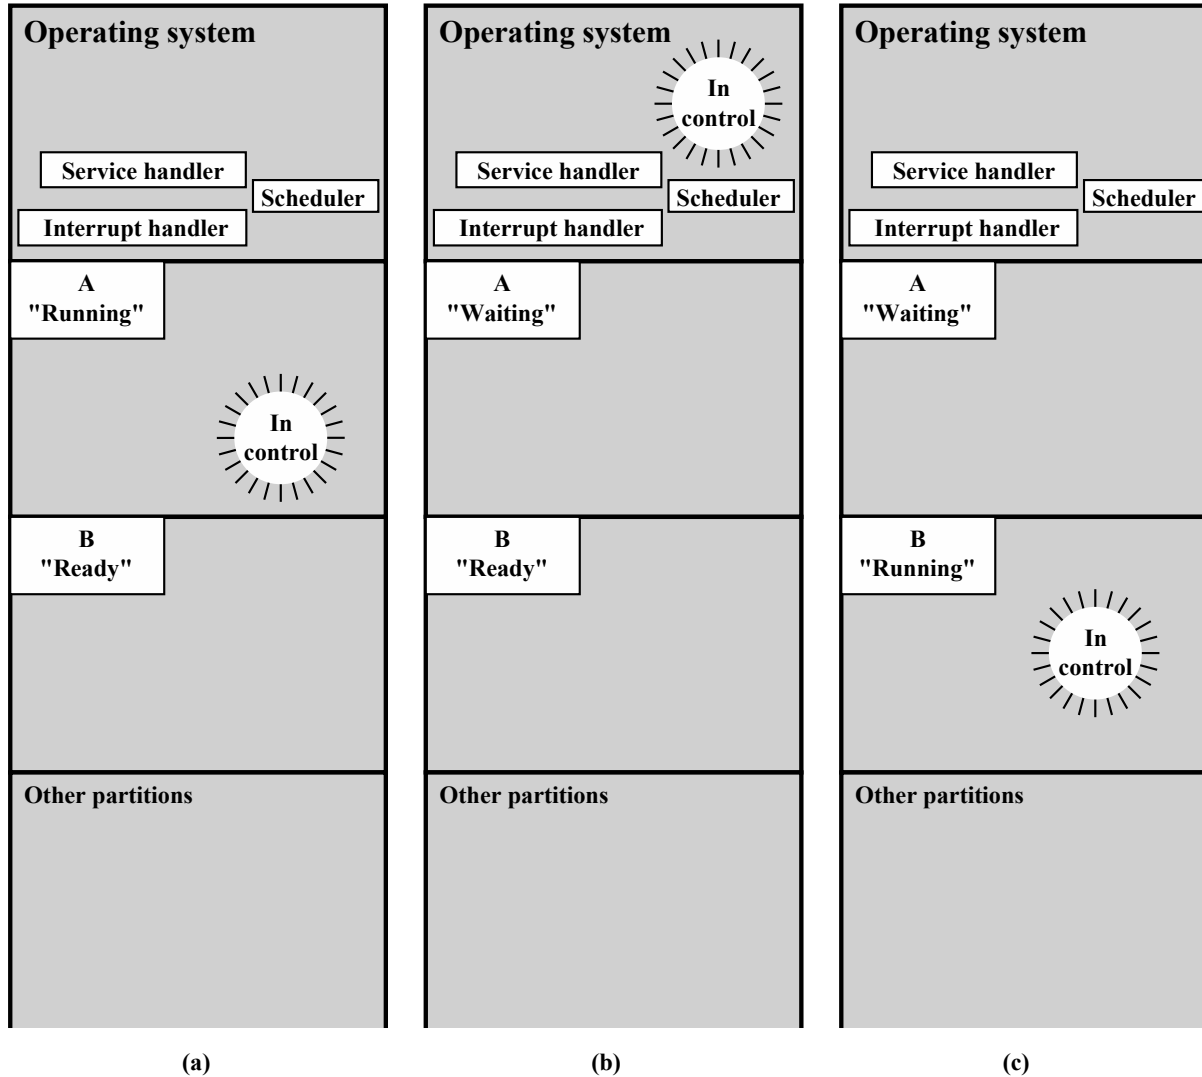 Operating system
In
control
Service handler
Scheduler
Interrupt handler
A
"Running"
In
control
B
"Ready"
Other partitions
(a)
Operating system
In
control
Service handler
Scheduler
Interrupt handler
A
"Waiting"
B
"Ready"
Other partitions
(b)
Operating system
Service handler
Scheduler
Interrupt handler
A
"Waiting"
B
"Running"
In
control
Other partitions
(c)